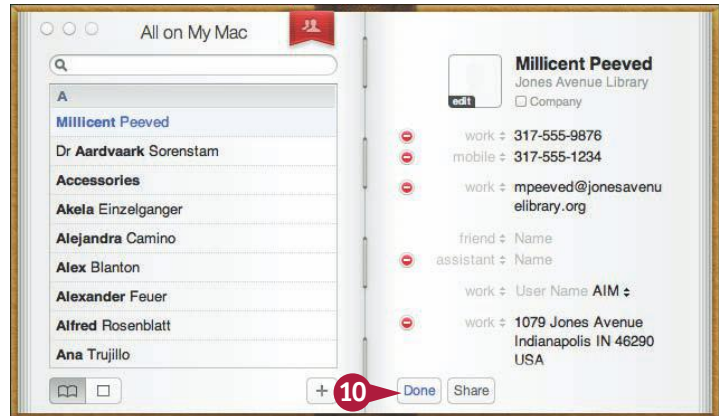 All on My Mac
A
Millicent Peeved
Dr Aardvaark Sorenstam
Accessories
Akela Einzelganger
Alejandra Camino
Alex Blanton
Alexander Feuer
Alfred Rosenblatt
Ana Trujillo
+
10
Millicent Peeved
Jones Avenue Library
edit
Company
work 317-555-9876
mobile 317-555-1234
work mpeeved@jonesavenu
elibrary.org
friend Name
assistant Name
work User Name AIM
work 1079 Jones Avenue
Indianapolis IN 46290
USA
Done Share